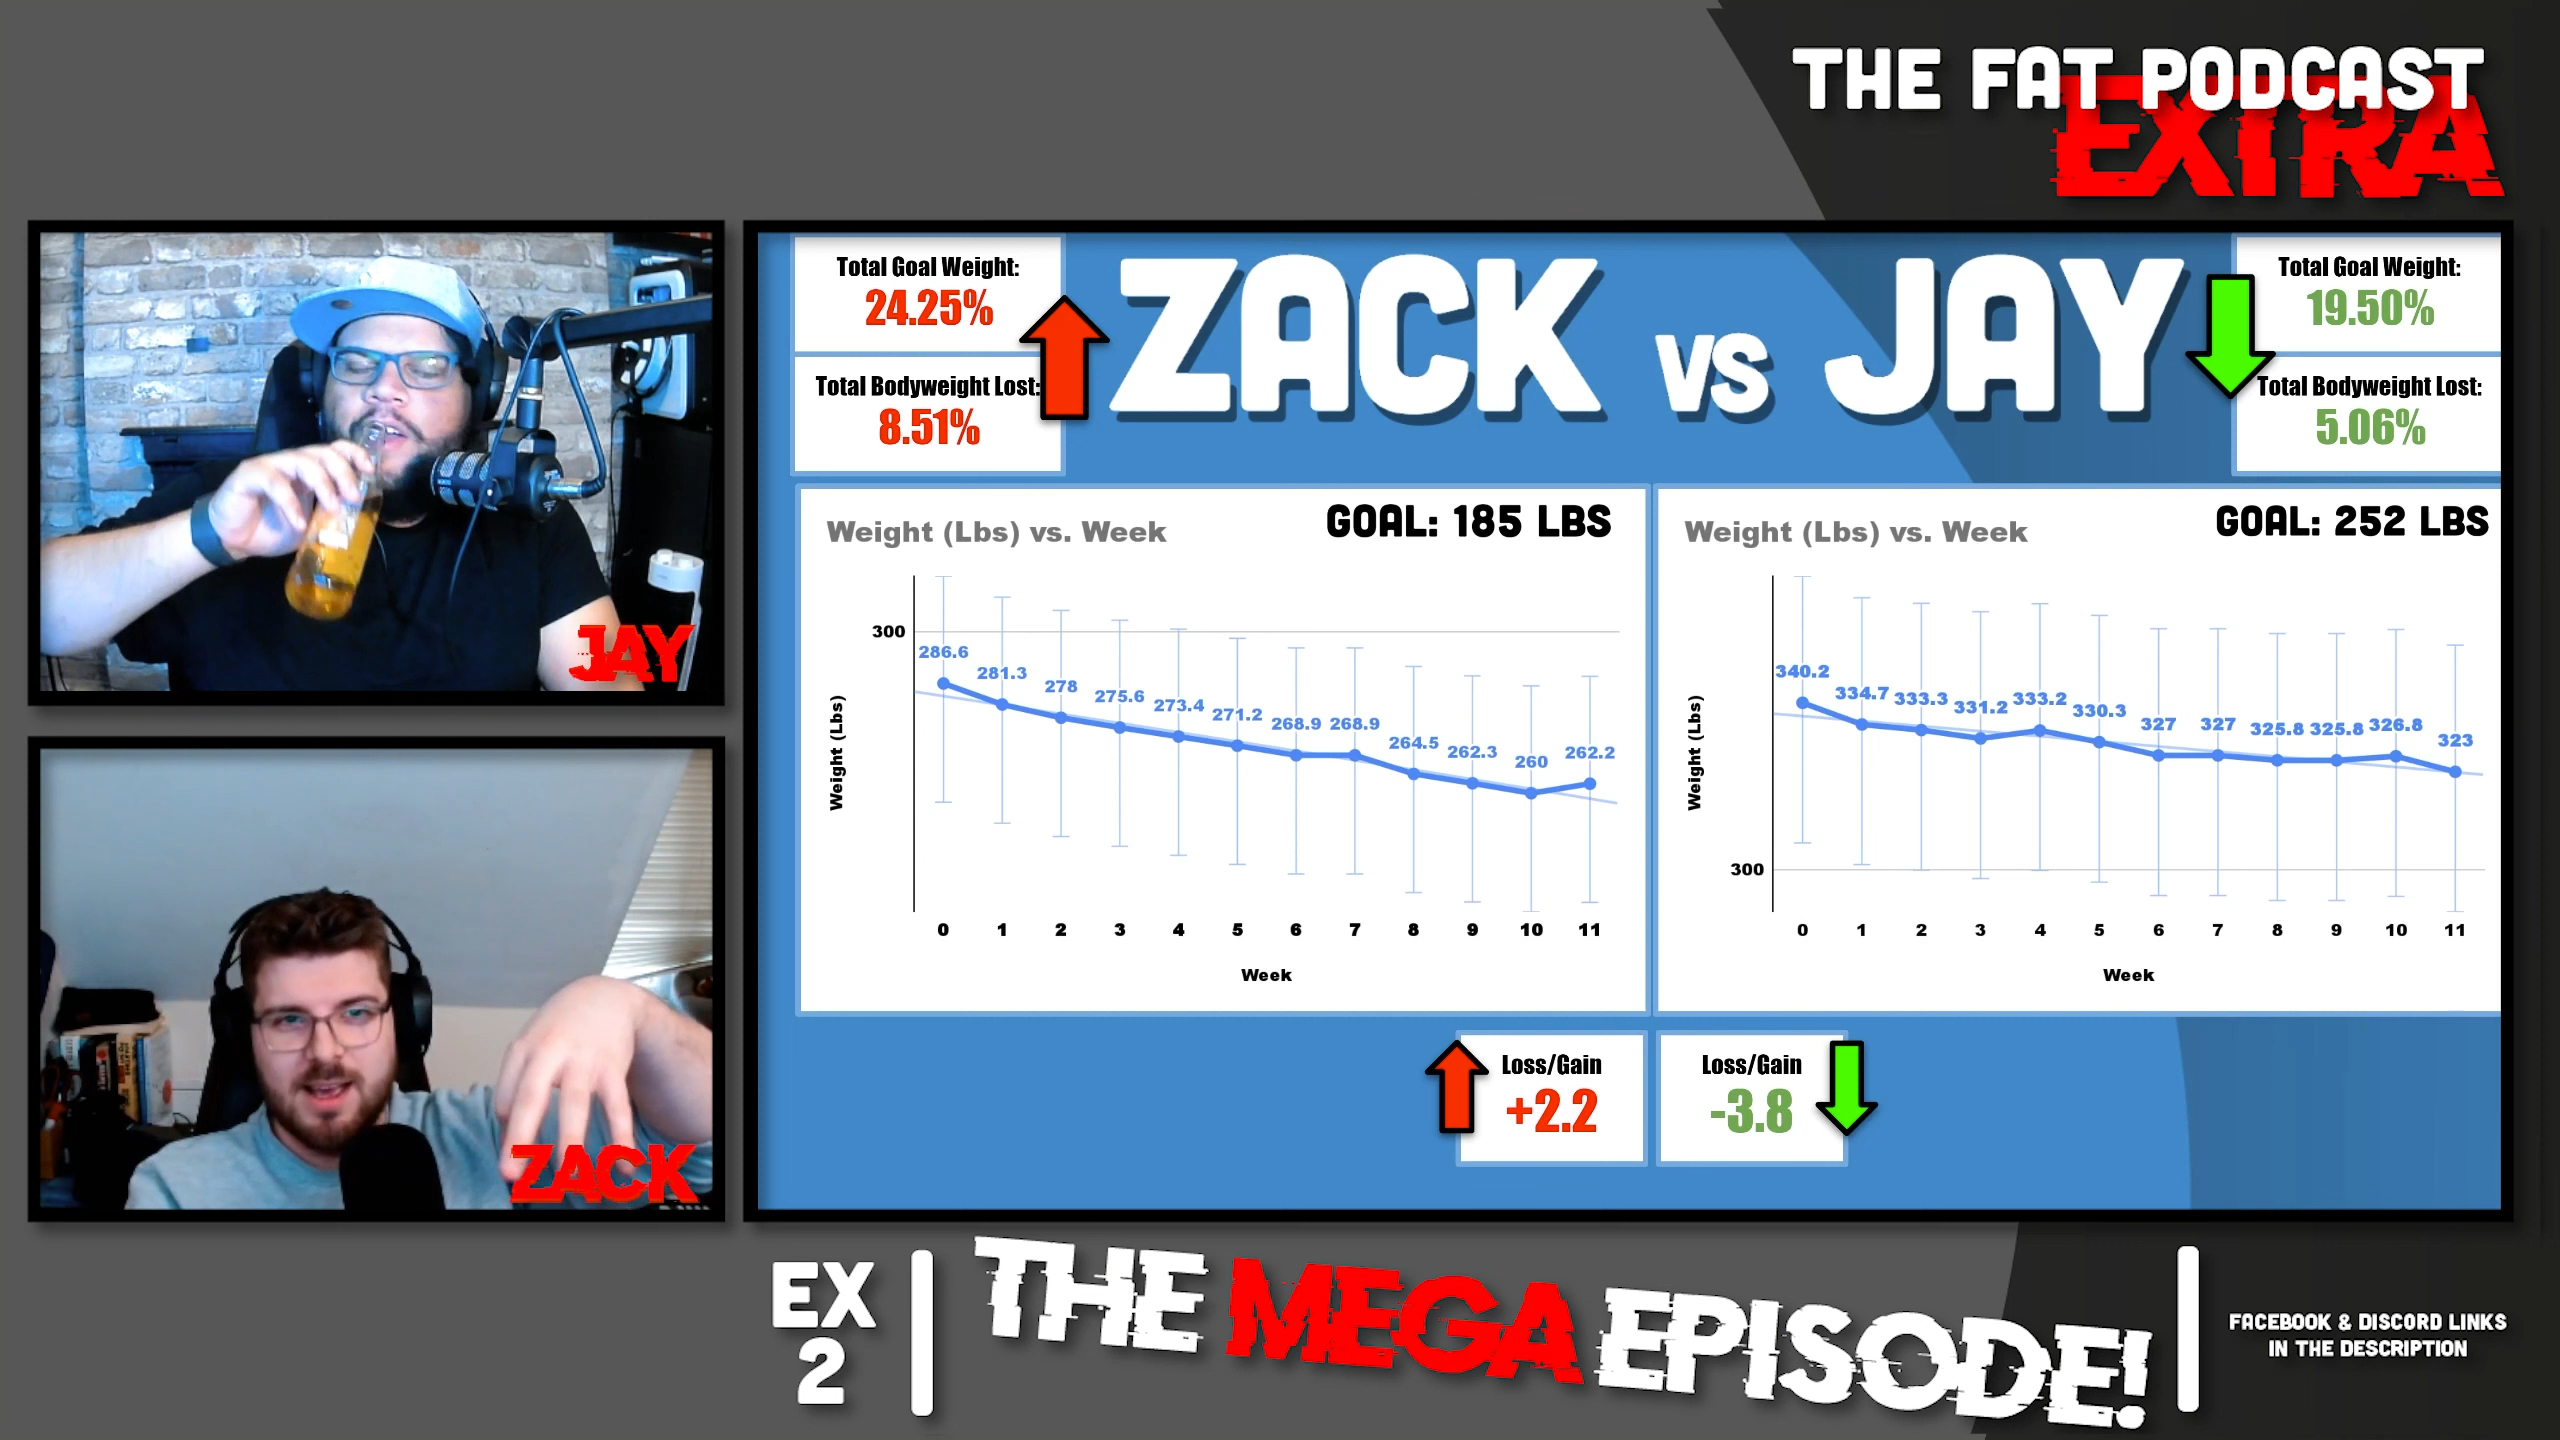 THE FAT PODCAST
EXTRA
JAY
ZACK
Total Goal Weight:
24.25%
Total Bodyweight Lost:
8.51%
ZACK VS JAY
Total Goal Weight:
19.50%
Total Bodyweight Lost:
5.06%
Weight (Lbs) vs. Week
GOAL: 185 LBS
Weight (Lbs)
300
286.6 281.3 278 275.6 273.4 271.2 268.9 268.9 264.5 262.3 260 262.2
0 1 2 3 4 5 6 7 8 9 10 11
Week
Weight (Lbs) vs. Week
GOAL: 252 LBS
Weight (Lbs)
340.2 334.7 333.3 331.2 333.2 330.3 327 327 325.8 325.8 326.8 323
300
0 1 2 3 4 5 6 7 8 9 10 11
Week
Loss/Gain
+2.2
Loss/Gain
-3.8
EX
2
THE MEGA EPISODE!
FACEBOOK & DISCORD LINKS
IN THE DESCRIPTION